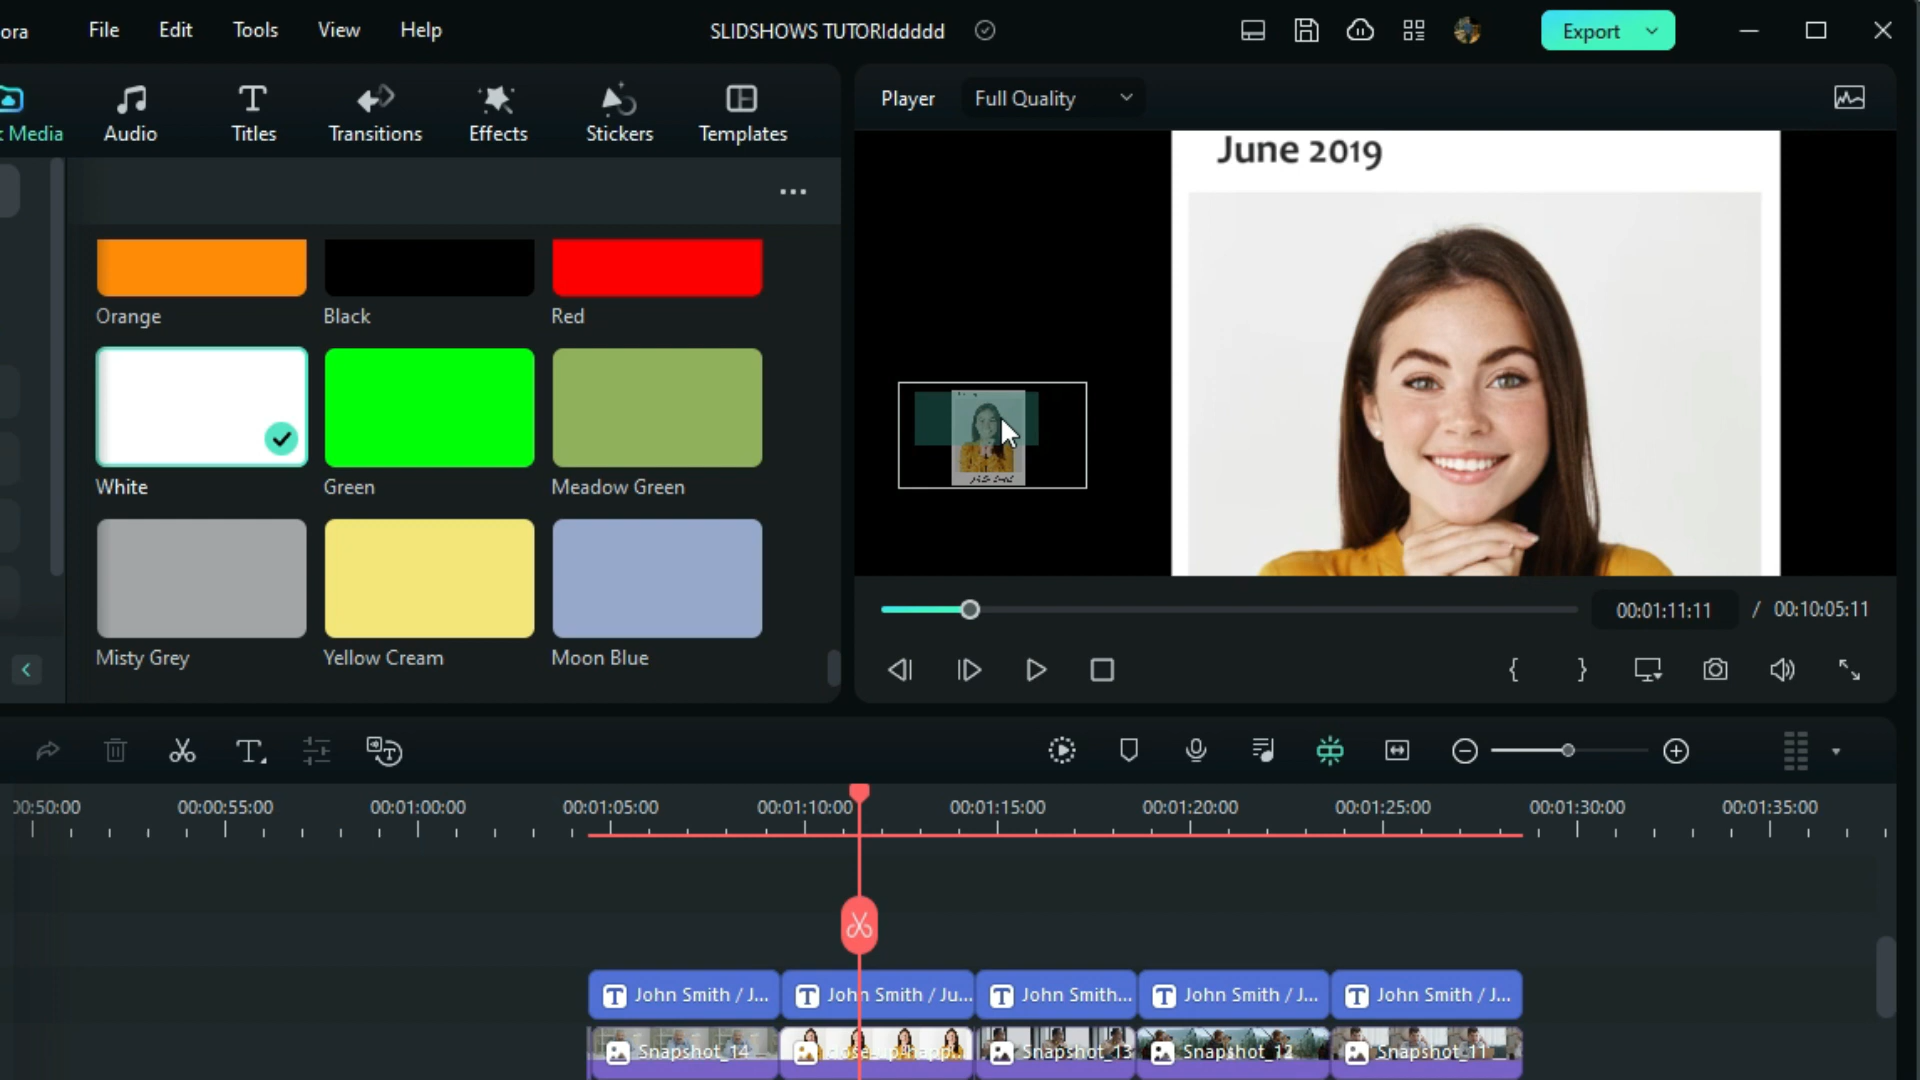 ora File Edit Tools View Help SLIDSHOWS TUTORIddddd Export
Media Audio Titles Transitions Effects Stickers Templates
Player Full Quality
June 2019
Orange Black Red
White Green Meadow Green
Misty Grey Yellow Cream Moon Blue
00:01:11:11 / 00:10:05:11
00:50:00 00:00:55:00 00:01:00:00 00:01:05:00 00:01:10:00 00:01:15:00 00:01:20:00 00:01:25:00 00:01:30:00 00:01:35:00
T John Smith / J... T John Smith / Ju... T John Smith... T John Smith / J... T John Smith / J...
Snapshot_14 close-up-happ... Snapshot_13 Snapshot_12 Snapshot_11